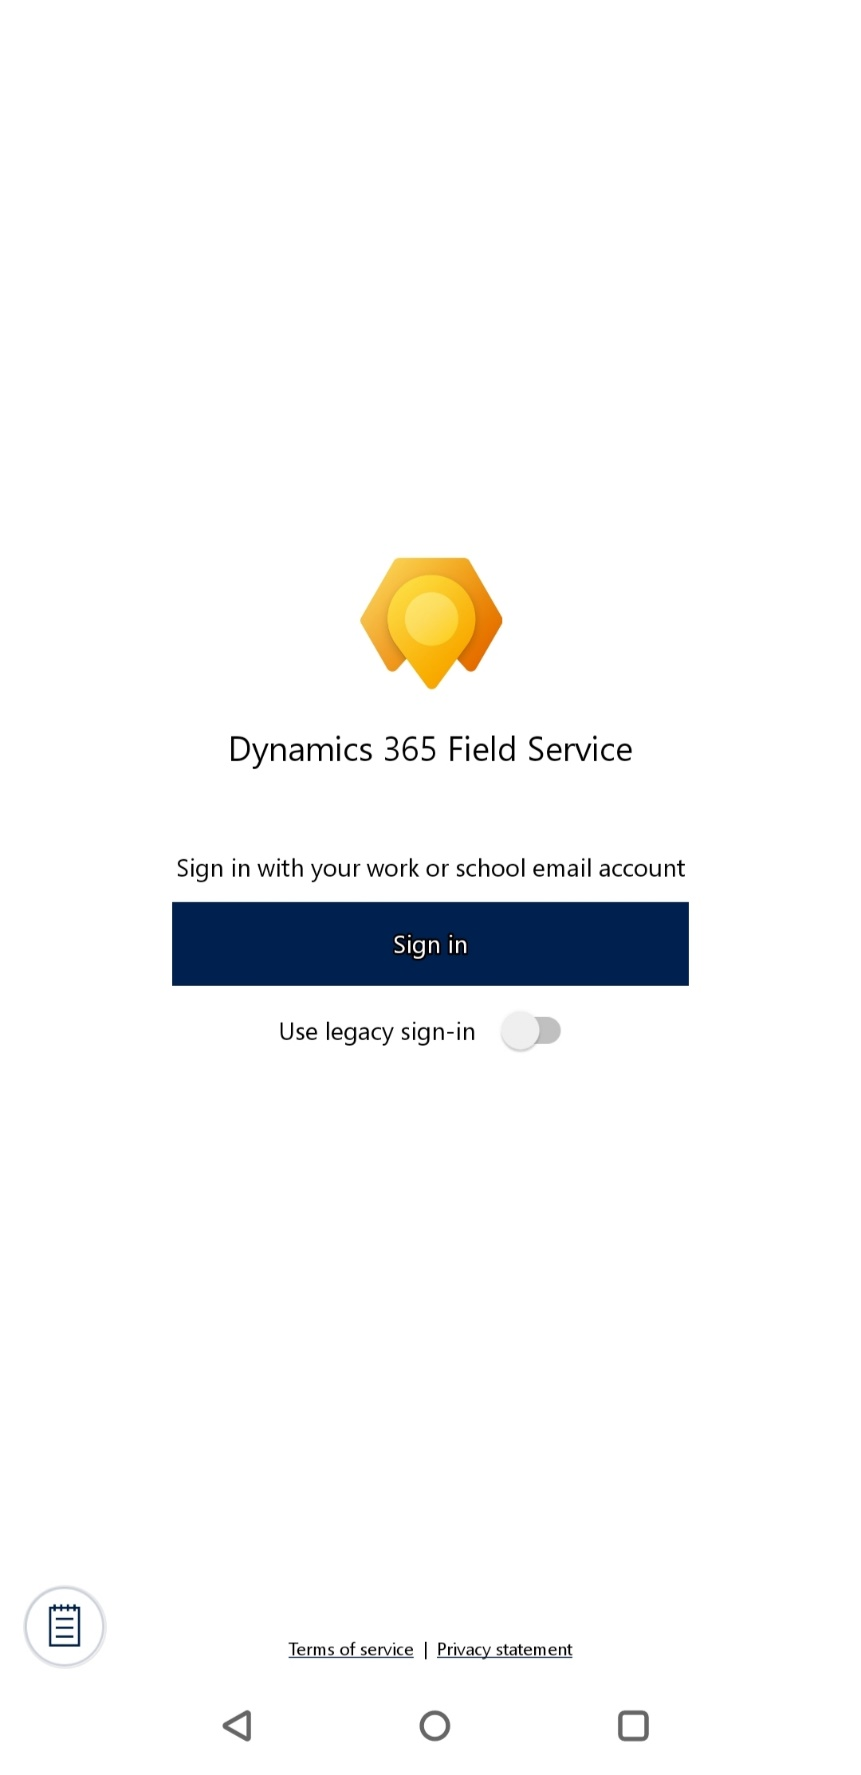 Dynamics 365 Field Service
Sign in with your work or school email account
Sign in
Use legacy sign-in
Terms of service | Privacy statement